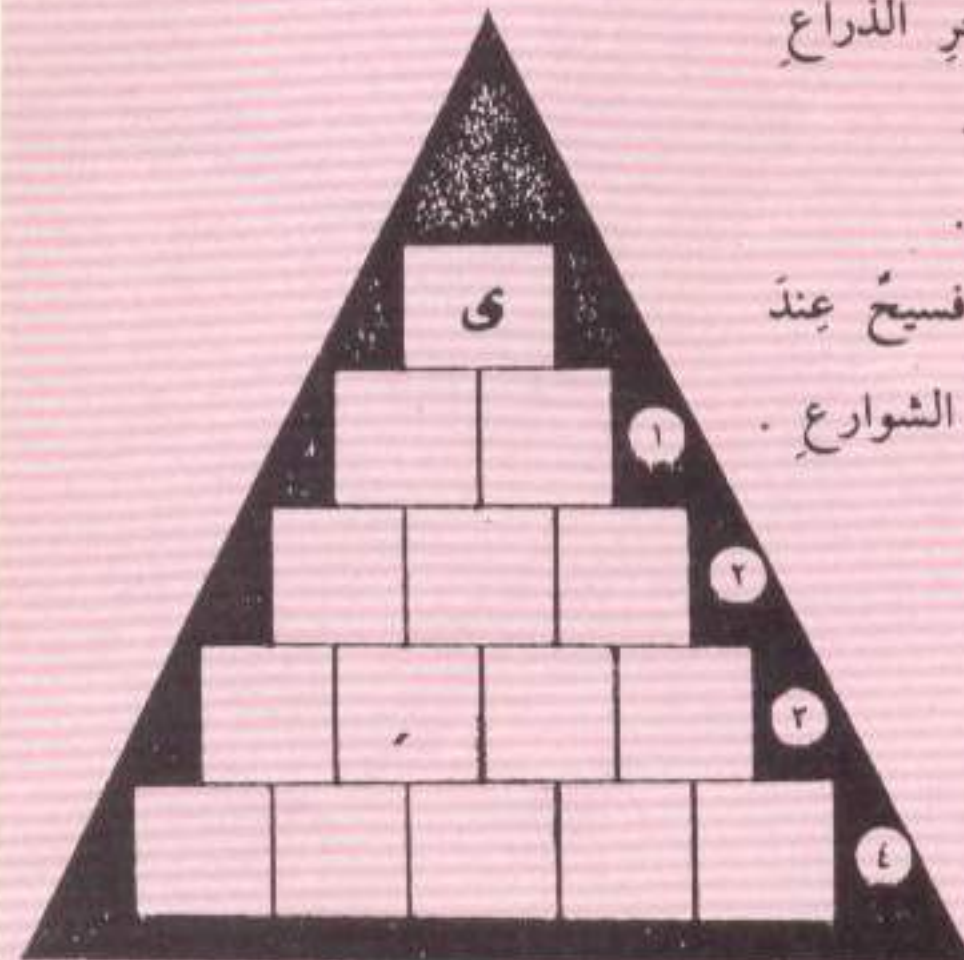 الذراعِ
ى
فسيحٌ عِندَ
١
الشوارعِ .
٢
٣
٤